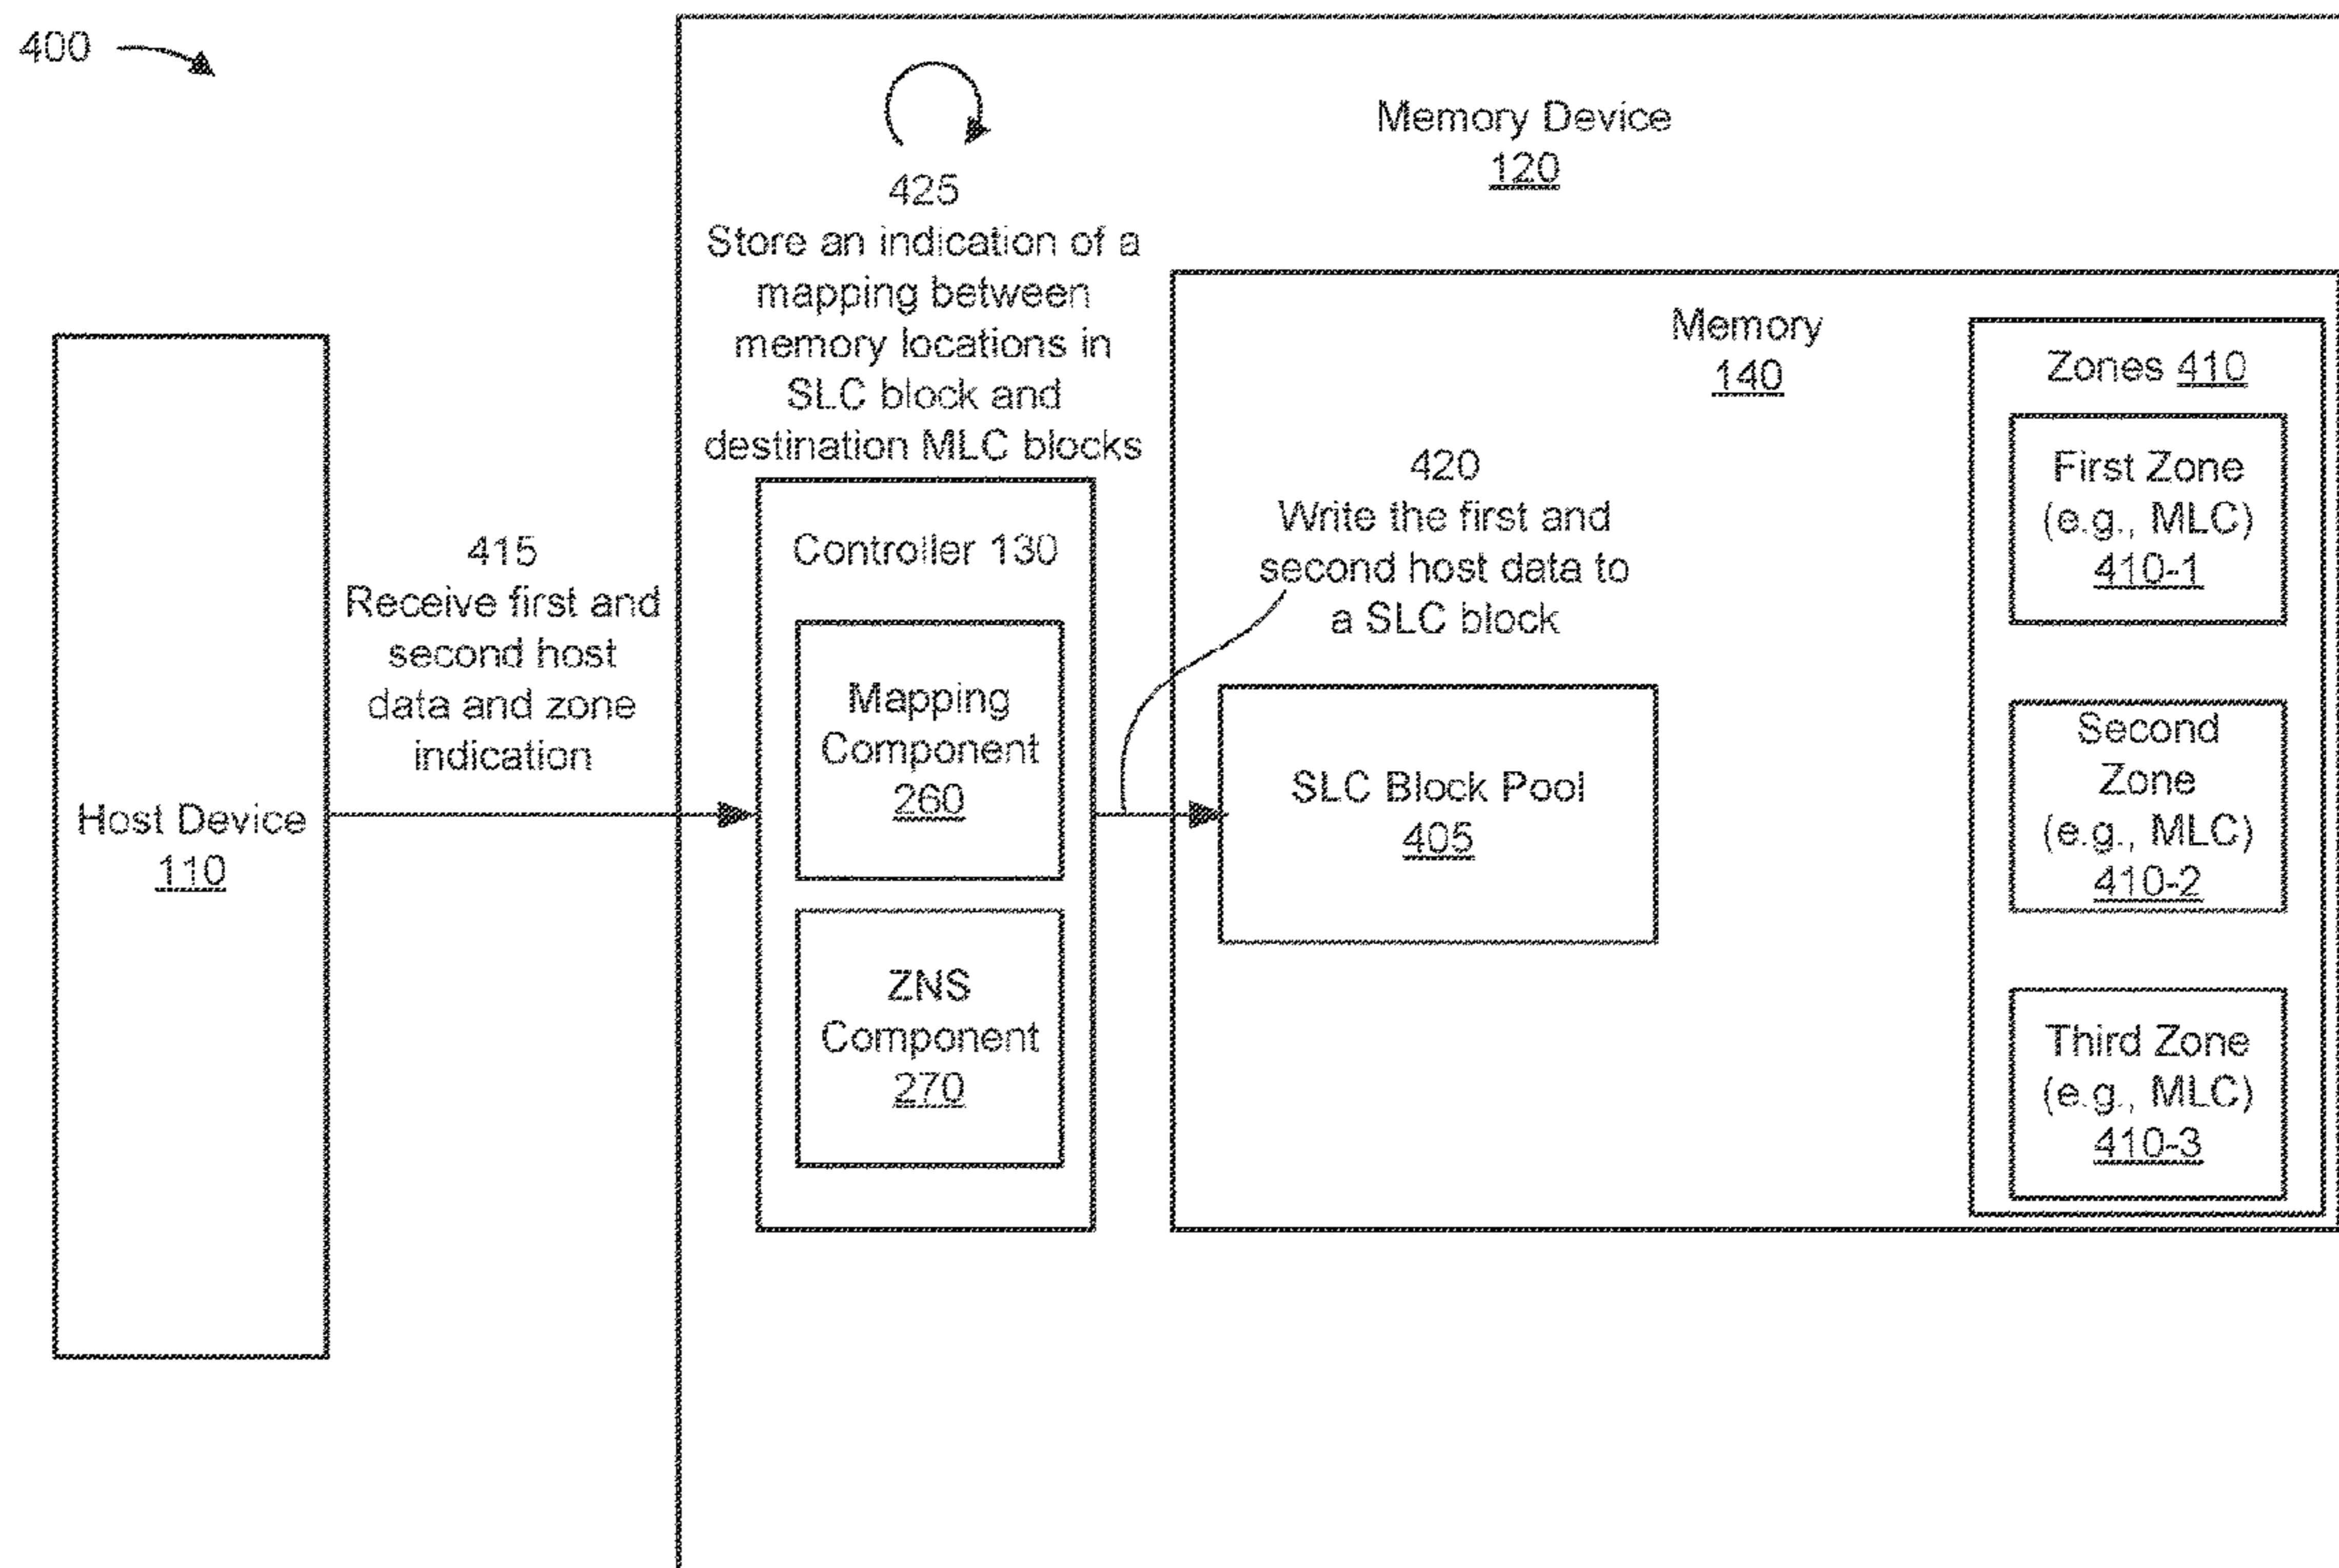 400
Memory Device
120
425
Store an indication of a
mapping between
memory locations in
SLC block and
destination MLC blocks
Host Device
110
415
Receive first and
second host
data and zone
indication
Controller 130
Mapping
Component
260
ZNS
Component
270
Memory
140
420
Write the first and
second host data to
a SLC block
SLC Block Pool
405
Zones 410
First Zone
(e.g., MLC)
410-1
Second
Zone
(e.g., MLC)
410-2
Third Zone
(e.g., MLC)
410-3